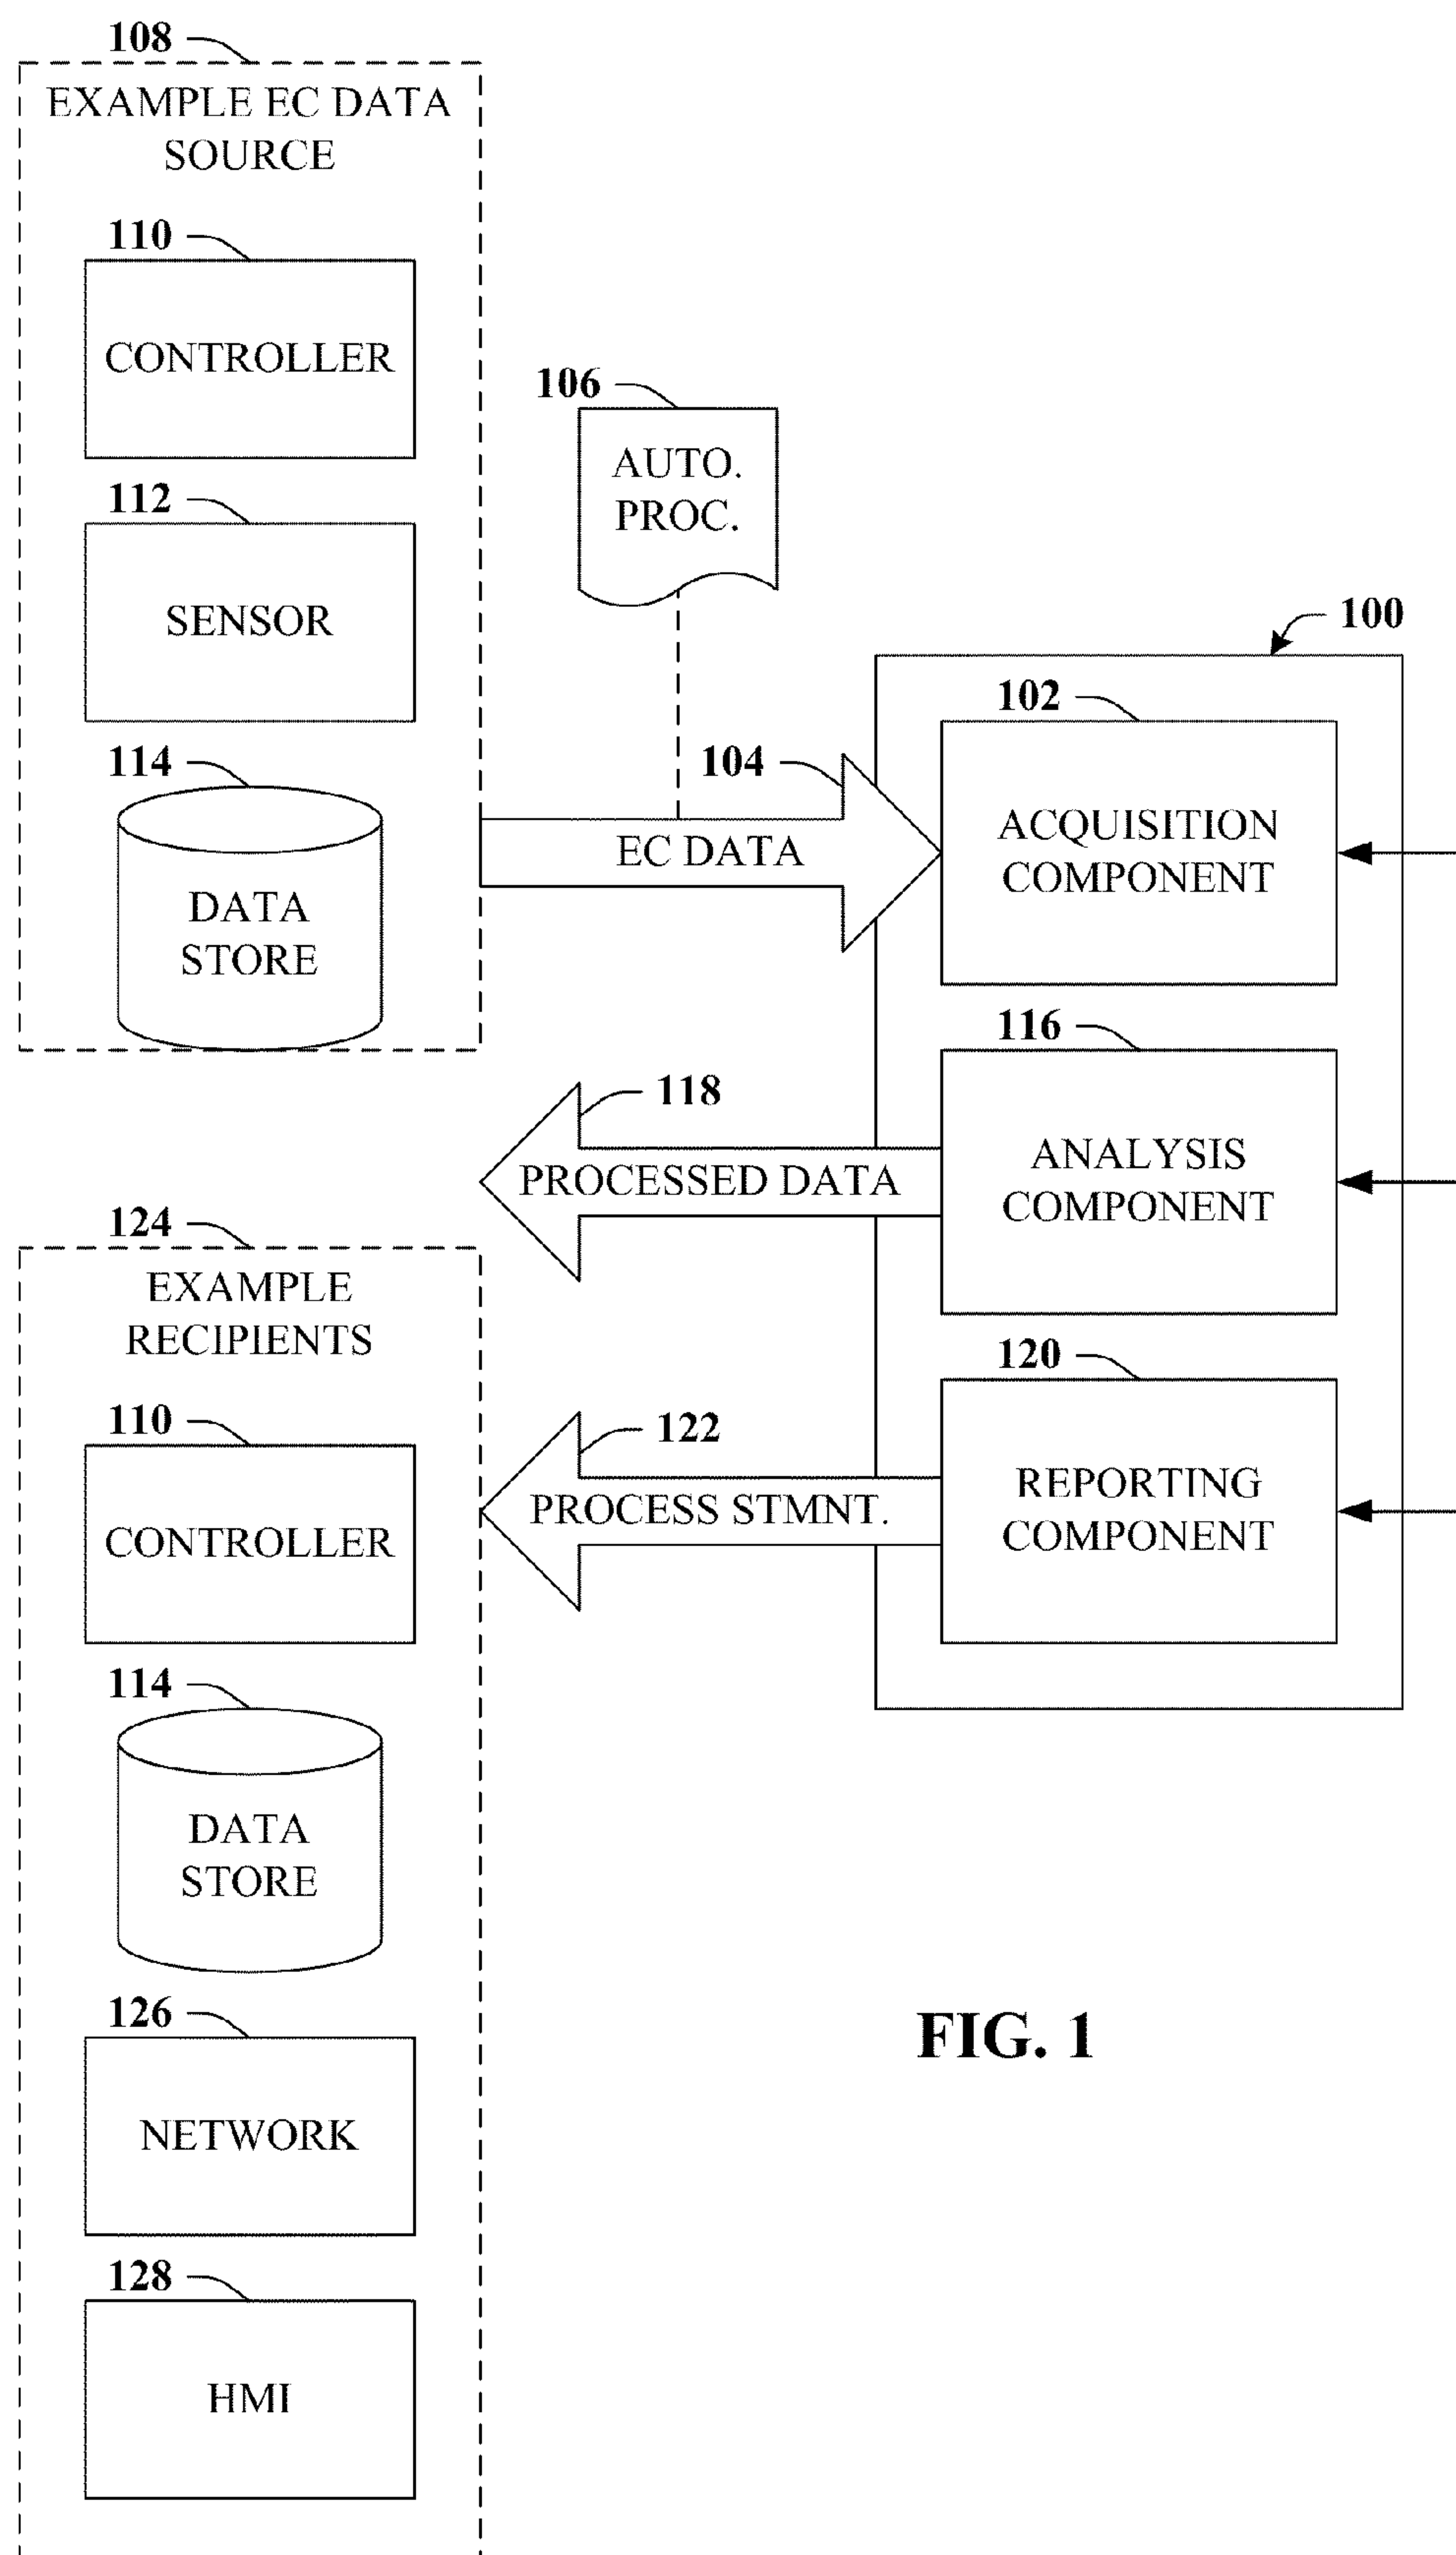 108
EXAMPLE EC DATA
SOURCE
110
CONTROLLER
112
SENSOR
114
DATA
STORE
106
AUTO.
PROC.
104
EC DATA
100
102
ACQUISITION
COMPONENT
116
ANALYSIS
COMPONENT
118
PROCESSED DATA
120
REPORTING
COMPONENT
122
PROCESS STMNT.
124
EXAMPLE
RECIPIENTS
110
CONTROLLER
114
DATA
STORE
126
NETWORK
128
HMI
FIG. 1